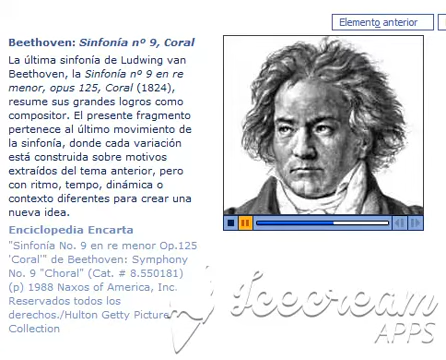 Elemento anterior
Beethoven: Sinfonía nº 9, Coral
La última sinfonía de Ludwig van
Beethoven, la Sinfonía nº 9 en re
menor, opus 125, Coral (1824),
resume sus grandes logros como
compositor. El presente fragmento
pertenece al último movimiento de
la sinfonía, donde cada variación
está construida sobre motivos
extraídos del tema anterior, pero
con ritmo, tempo, dinámica o
contexto diferentes para crear una
nueva idea.
Enciclopedia Encarta
"Sinfonía No. 9 en re menor Op.125
'Coral'" de Beethoven: Symphony
No. 9 "Choral" (Cat. # 8.550181)
(p) 1988 Naxos of America, Inc.
Reservados todos los
derechos./Hulton Getty Picture
Collection
Icecream
APPS